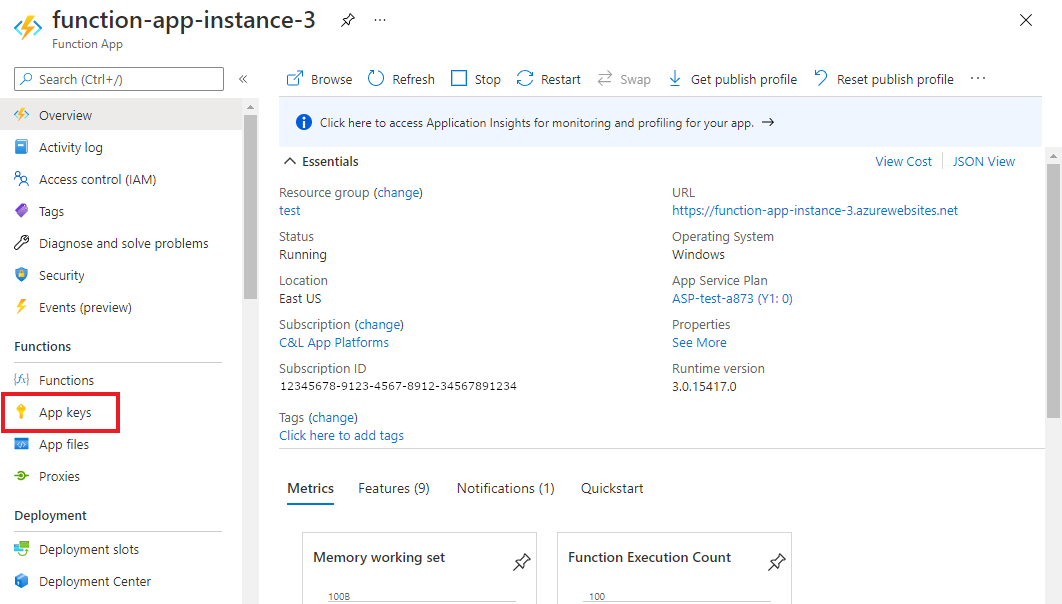 function-app-instance-3
Function App
Search (Ctrl+/)
«
Overview
Activity log
Access control (IAM)
Tags
Diagnose and solve problems
Security
Events (preview)
Functions
Functions
App keys
App files
Proxies
Deployment
Deployment slots
Deployment Center
Browse Refresh Stop Restart Swap Get publish profile Reset publish profile ...
Click here to access Application Insights for monitoring and profiling for your app. →
Essentials View Cost JSON View
Resource group (change)
test
Status
Running
Location
East US
Subscription (change)
C&L App Platforms
Subscription ID
12345678-9123-4567-8912-34567891234
Tags (change)
Click here to add tags
URL
https://function-app-instance-3.azurewebsites.net
Operating System
Windows
App Service Plan
ASP-test-a873 (Y1: 0)
Properties
See More
Runtime version
3.0.15417.0
Metrics Features (9) Notifications (1) Quickstart
Memory working set
100B
Function Execution Count
100